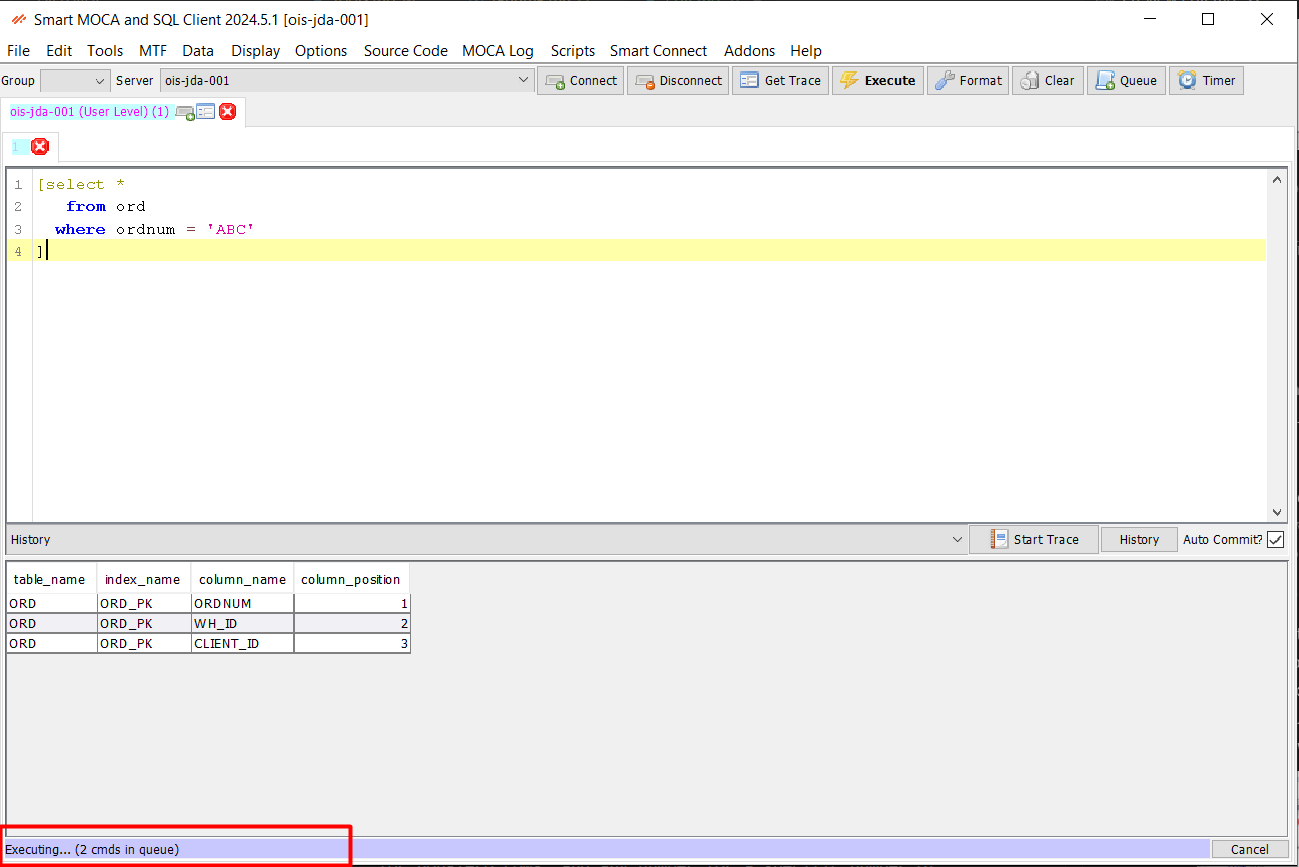 Smart MOCA and SQL Client 2024.5.1 [ois-jda-001]
File Edit Tools MTF Data Display Options Source Code MOCA Log Scripts Smart Connect Addons Help
Group Server ois-jda-001 Connect Disconnect Get Trace Execute Format Clear Queue Timer
ois-jda-001 (User Level) (1)
1
1 [select *
2 from ord
3 where ordnum = 'ABC'
4 ]
History Start Trace History Auto Commit?
table_name index_name column_name column_position
ORD ORD_PK ORDNUM 1
ORD ORD_PK WH_ID 2
ORD ORD_PK CLIENT_ID 3
Executing... (2 cmds in queue) Cancel